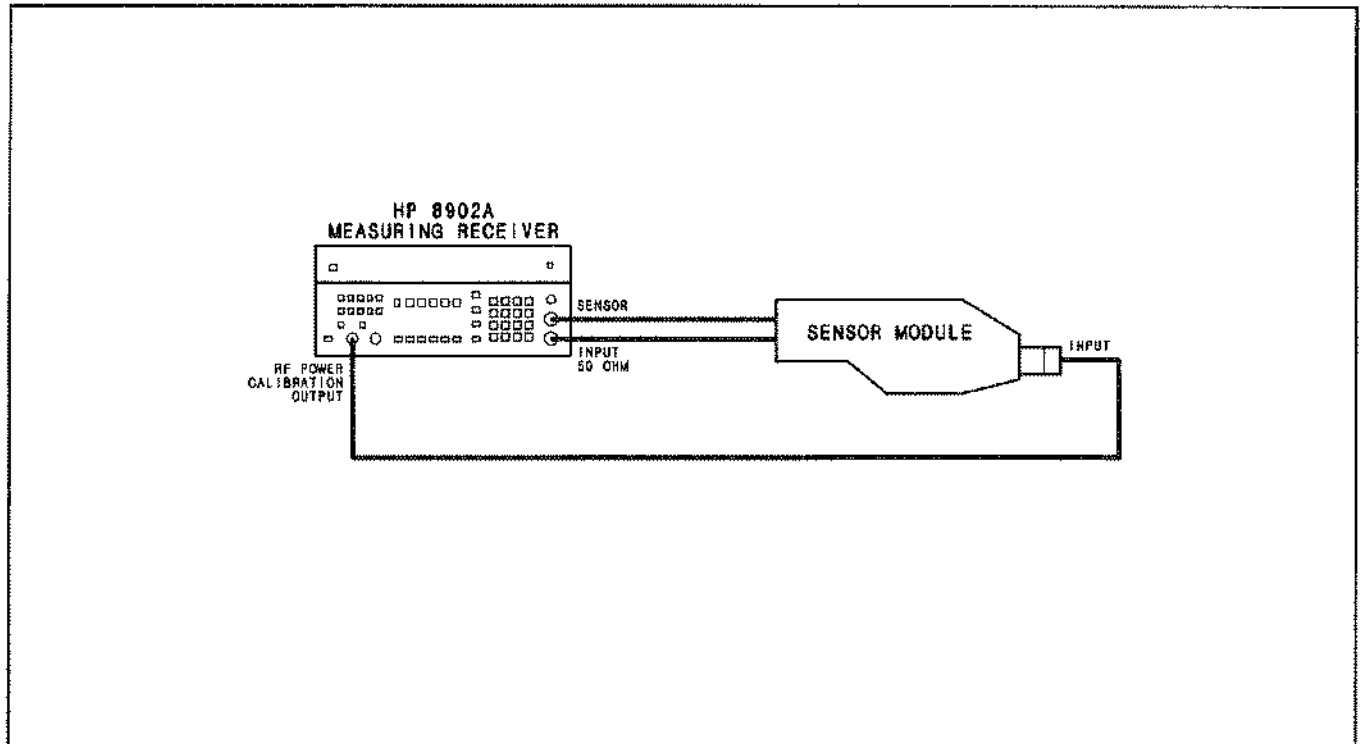 HP 8902A
MEASURING RECEIVER
SENSOR
INPUT
50 OHM
RF POWER
CALIBRATION
OUTPUT
SENSOR MODULE
INPUT